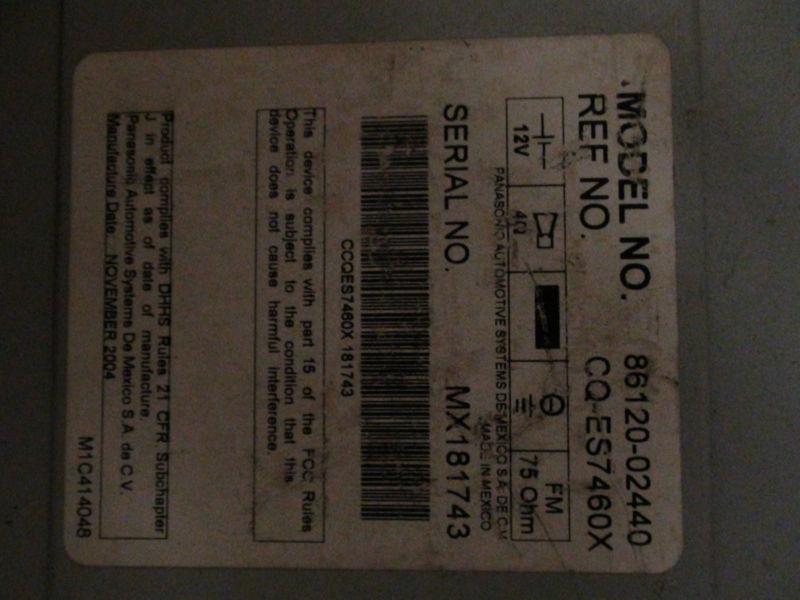 MODEL NO. 86120-02440
REF NO. CQ-ES7460X
12V 4Ω FM 75 Ohm
PANASONIC AUTOMOTIVE SYSTEMS DE MEXICO S.A. DE C.V.
MADE IN MEXICO
SERIAL NO. MX181743
CCQES7460X 181743
This device complies with part 15 of the FCC Rules
Operation is subject to the condition that this
device does not cause harmful interference.
Product complies with DHHS Rules 21 CFR Subchapter
J in effect as of date of manufacture.
Panasonic Automotive Systems De Mexico S.A. de C.V.
Manufacture Date: NOVEMBER 2004
M1C414048